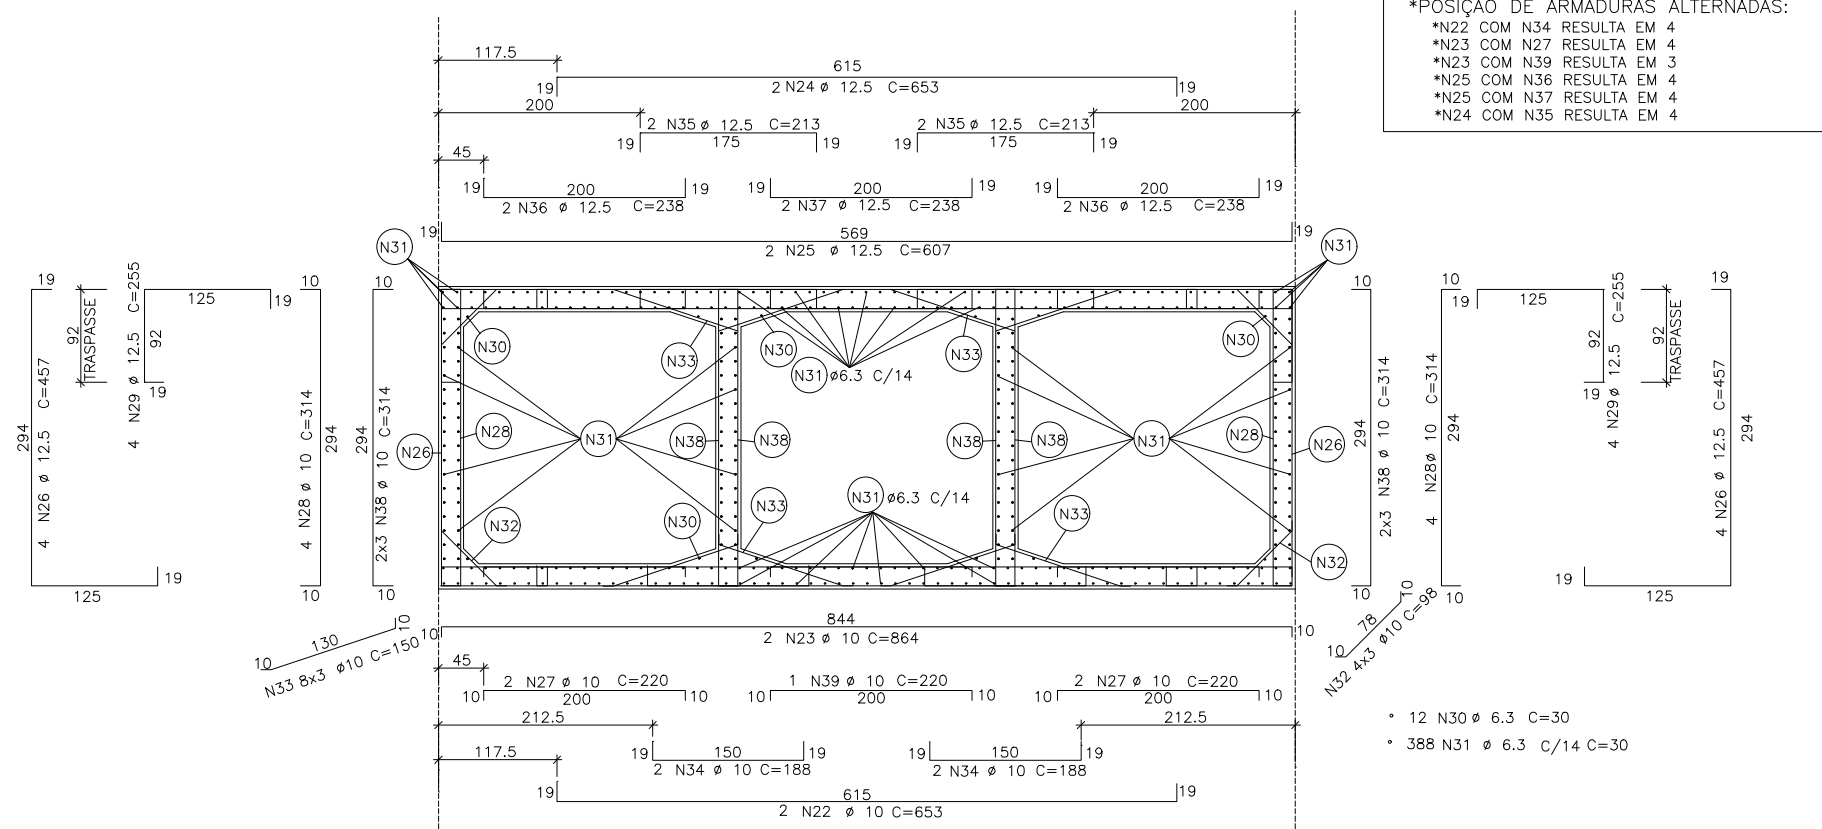 *POSIÇÃO DE ARMADURAS ALTERNADAS:
*N22 COM N34 RESULTA EM 4
*N23 COM N27 RESULTA EM 4
*N23 COM N39 RESULTA EM 3
*N25 COM N36 RESULTA EM 4
*N25 COM N37 RESULTA EM 4
*N24 COM N35 RESULTA EM 4
117.5
615
19
19
2 N24 ø 12.5 C=653
200
200
2 N35 ø 12.5 C=213
2 N35 ø 12.5 C=213
19
175
19
19
175
19
45
19
200
19
19
200
19
200
19
2 N36 ø 12.5 C=238
2 N37 ø 12.5 C=238
2 N36 ø 12.5 C=238
19
569
19
2 N25 ø 12.5 C=607
N31
N31
19
125
19
10
10
10
10
19
125
19
92
TRASPASSE
4 N29 ø 12.5 C=255
92
19
294
4 N26 ø 12.5 C=457
125
19
4 N28 ø 10 C=314
294
10
294
2x3 N38 ø 10 C=314
10
N30
N33
N30
N31 ø6.3 C/14
N33
N30
N26
N28
N31
N38
N38
N38
N38
N31
N28
N26
N32
N30
N33
N31 ø6.3 C/14
N33
N32
294
2x3 N38 ø 10 C=314
10
4 N28ø 10 C=314
294
10
92
19
4 N29ø 12.5 C=255
92
TRASPASSE
4 N26 ø 12.5 C=457
294
19
125
10
130
10
N33 8x3 ø10 C=150
10
844
10
2 N23 ø 10 C=864
10
78
10
N32 4x3 ø10 C=98
45
2 N27 ø 10 C=220
1 N39 ø 10 C=220
2 N27 ø 10 C=220
10
200
10
10
200
10
200
10
212.5
212.5
19
150
19
19
150
19
117.5
2 N34 ø 10 C=188
2 N34 ø 10 C=188
19
615
19
2 N22 ø 10 C=653
12 N30 ø 6.3 C=30
388 N31 ø 6.3 C/14 C=30